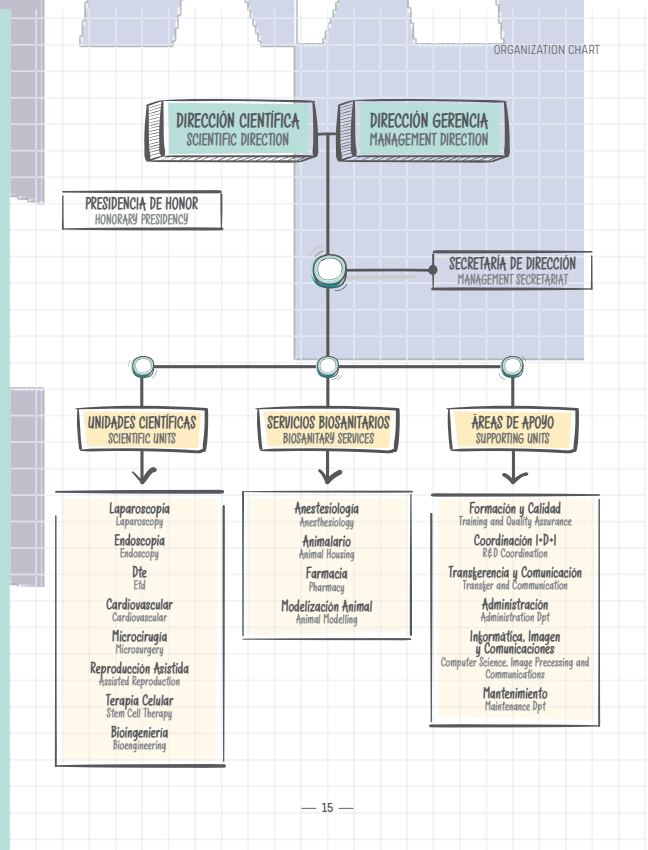 ORGANIZATION CHART
DIRECCIÓN CIENTÍFICA
SCIENTIFIC DIRECTION
DIRECCIÓN GERENCIA
MANAGEMENT DIRECTION
PRESIDENCIA DE HONOR
HONORARY PRESIDENCY
SECRETARÍA DE DIRECCIÓN
MANAGEMENT SECRETARIAT
UNIDADES CIENTÍFICAS
SCIENTIFIC UNITS
SERVICIOS BIOSANITARIOS
BIOSANITARY SERVICES
ÁREAS DE APOYO
SUPPORTING UNITS
Laparoscopia
Laparoscopy
Endoscopia
Endoscopy
Dte
Etd
Cardiovascular
Cardiovascular
Microcirugía
Microsurgery
Reproducción Asistida
Assisted Reproduction
Terapia Celular
Stem Cell Therapy
Bioingeniería
Bioengineering
Anestesiología
Anesthesiology
Animalario
Animal Housing
Farmacia
Pharmacy
Modelización Animal
Animal Modelling
Formación y Calidad
Training and Quality Assurance
Coordinación I+D+I
R&D Coordination
Transferencia y Comunicación
Transfer and Communication
Administración
Administration Dpt
Informática, Imagen
y Comunicaciones
Computer Science, Image Precessing and
Communications
Mantenimiento
Maintenance Dpt
15